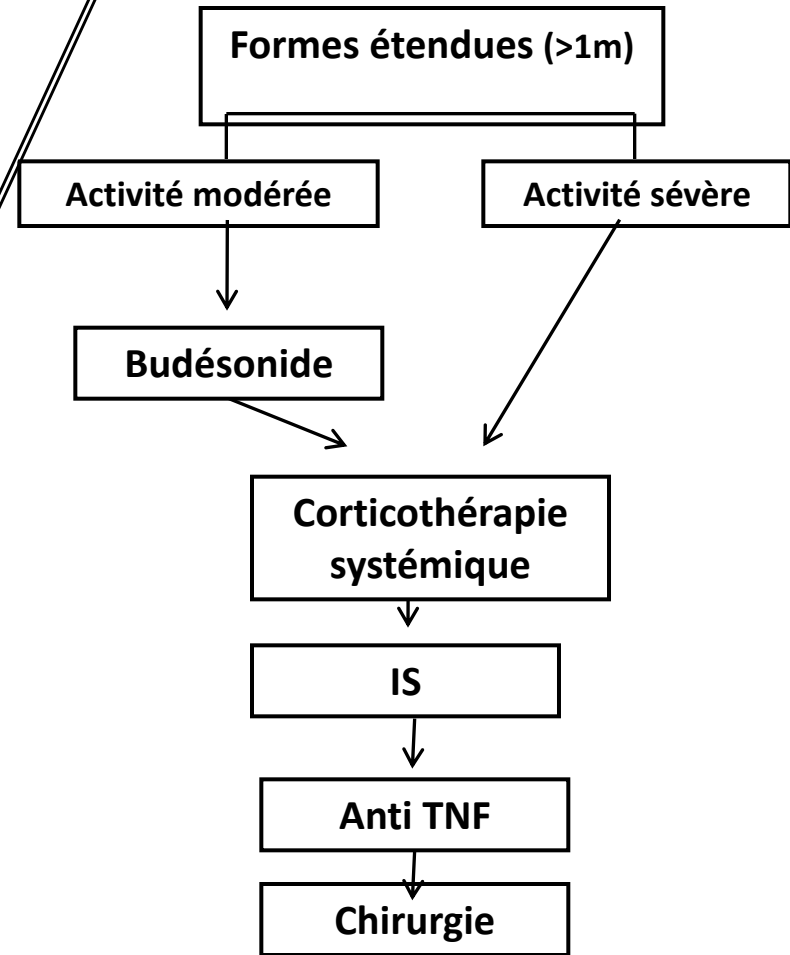 Formes étendues (>1m)
Activité modérée
Activité sévère
Budésonide
Corticothérapie
systémique
IS
Anti TNF
Chirurgie